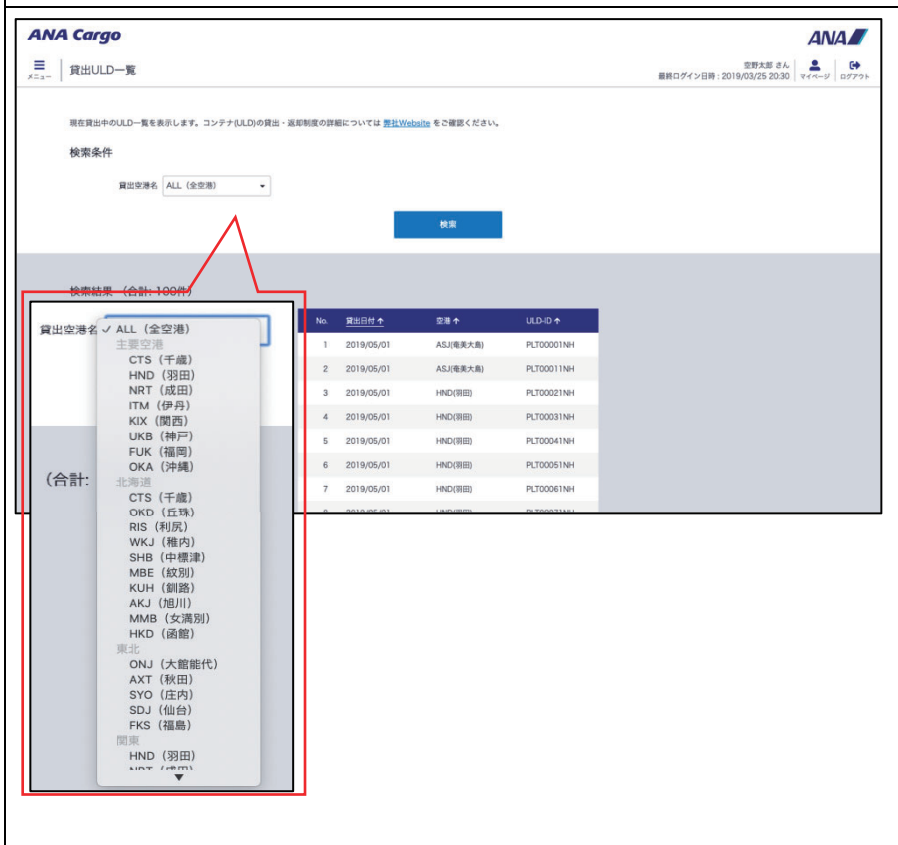 ANA Cargo
ANA
メニュー
貸出ULD一覧
空野太郎 さん
最終ログイン日時 : 2019/03/25 20:30
マイページ
ログアウト
現在貸出中のULD一覧を表示します。コンテナ(ULD)の貸出・返却制度の詳細については 弊社Website をご確認ください。
検索条件
貸出空港名 ALL（全空港）
検索
検索結果 （合計: 100件）
No. 貸出日付 ↑ 空港 ↑ ULD-ID ↑
1 2019/05/01 ASJ(奄美大島) PLT00001NH
2 2019/05/01 ASJ(奄美大島) PLT00011NH
3 2019/05/01 HND(羽田) PLT00021NH
4 2019/05/01 HND(羽田) PLT00031NH
5 2019/05/01 HND(羽田) PLT00041NH
6 2019/05/01 HND(羽田) PLT00051NH
7 2019/05/01 HND(羽田) PLT00061NH
8 2019/05/01 HND(羽田) PLT00071NH
貸出空港名
✓ ALL（全空港）
主要空港
CTS（千歳）
HND（羽田）
NRT（成田）
ITM（伊丹）
KIX（関西）
UKB（神戸）
FUK（福岡）
OKA（沖縄）
(合計:
北海道
CTS（千歳）
OKD（丘珠）
RIS（利尻）
WKJ（稚内）
SHB（中標津）
MBE（紋別）
KUH（釧路）
AKJ（旭川）
MMB（女満別）
HKD（函館）
東北
ONJ（大館能代）
AXT（秋田）
SYO（庄内）
SDJ（仙台）
FKS（福島）
関東
HND（羽田）
NRT（成田）